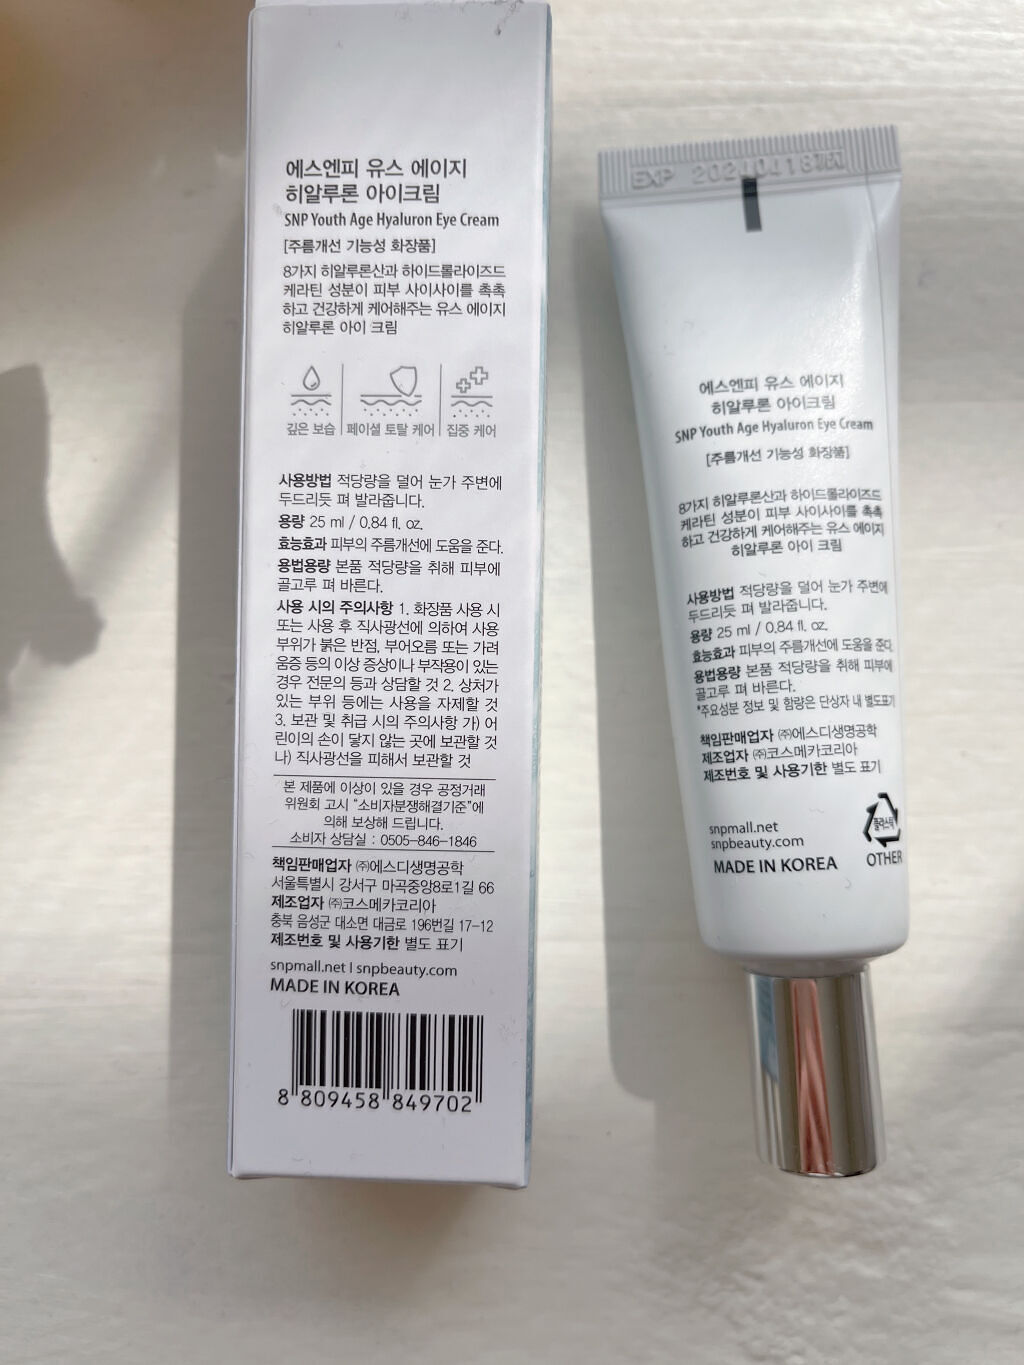 에스엔피 유스 에이지
히알루론 아이크림
SNP Youth Age Hyaluron Eye Cream
[주름개선 기능성 화장품]
8가지 히알루론산과 하이드롤라이즈드
케라틴 성분이 피부 사이사이를 촉촉
하고 건강하게 케어해주는 유스 에이지
히알루론 아이 크림
깊은 보습 페이셜 토탈 케어 집중 케어
사용방법 적당량을 덜어 눈가 주변에
두드리듯 펴 발라줍니다.
용량 25 ml / 0.84 fl. oz.
효능효과 피부의 주름개선에 도움을 준다.
용법용량 본품 적당량을 취해 피부에
골고루 펴 바른다.
사용 시의 주의사항 1. 화장품 사용 시
또는 사용 후 직사광선에 의하여 사용
부위가 붉은 반점, 부어오름 또는 가려
움증 등의 이상 증상이나 부작용이 있는
경우 전문의 등과 상담할 것 2. 상처가
있는 부위 등에는 사용을 자제할 것
3. 보관 및 취급 시의 주의사항 가) 어
린이의 손이 닿지 않는 곳에 보관할 것
나) 직사광선을 피해서 보관할 것
본 제품에 이상이 있을 경우 공정거래
위원회 고시 "소비자분쟁해결기준"에
의해 보상해 드립니다.
소비자 상담실 : 0505-846-1846
책임판매업자 ㈜에스디생명공학
서울특별시 강서구 마곡중앙8로1길 66
제조업자 ㈜코스메카코리아
충북 음성군 대소면 대금로 196번길 17-12
제조번호 및 사용기한 별도 표기
snpmall.net l snpbeauty.com
MADE IN KOREA
8 809458 849702
EXP
에스엔피 유스 에이지
히알루론 아이크림
SNP Youth Age Hyaluron Eye Cream
[주름개선 기능성 화장품]
8가지 히알루론산과 하이드롤라이즈드
케라틴 성분이 피부 사이사이를 촉촉
하고 건강하게 케어해주는 유스 에이지
히알루론 아이 크림
사용방법 적당량을 덜어 눈가 주변에
두드리듯 펴 발라줍니다.
용량 25 ml / 0.84 fl. oz.
효능효과 피부의 주름개선에 도움을 준다.
용법용량 본품 적당량을 취해 피부에
골고루 펴 바른다.
*주요성분 정보 및 함량은 단상자 내 별도표기
책임판매업자 ㈜에스디생명공학
제조업자 ㈜코스메카코리아
제조번호 및 사용기한 별도 표기
snpmall.net
snpbeauty.com
MADE IN KOREA
플라스틱
OTHER